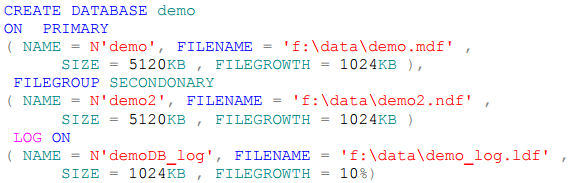 CREATE DATABASE demo
ON  PRIMARY
( NAME = N'demo', FILENAME = 'f:\data\demo.mdf' ,
      SIZE = 5120KB , FILEGROWTH = 1024KB ),
 FILEGROUP SECONDONARY
( NAME = N'demo2', FILENAME = 'f:\data\demo2.ndf' ,
      SIZE = 5120KB , FILEGROWTH = 1024KB )
 LOG ON
( NAME = N'demoDB_log', FILENAME = 'f:\data\demo_log.ldf' ,
      SIZE = 1024KB , FILEGROWTH = 10%)